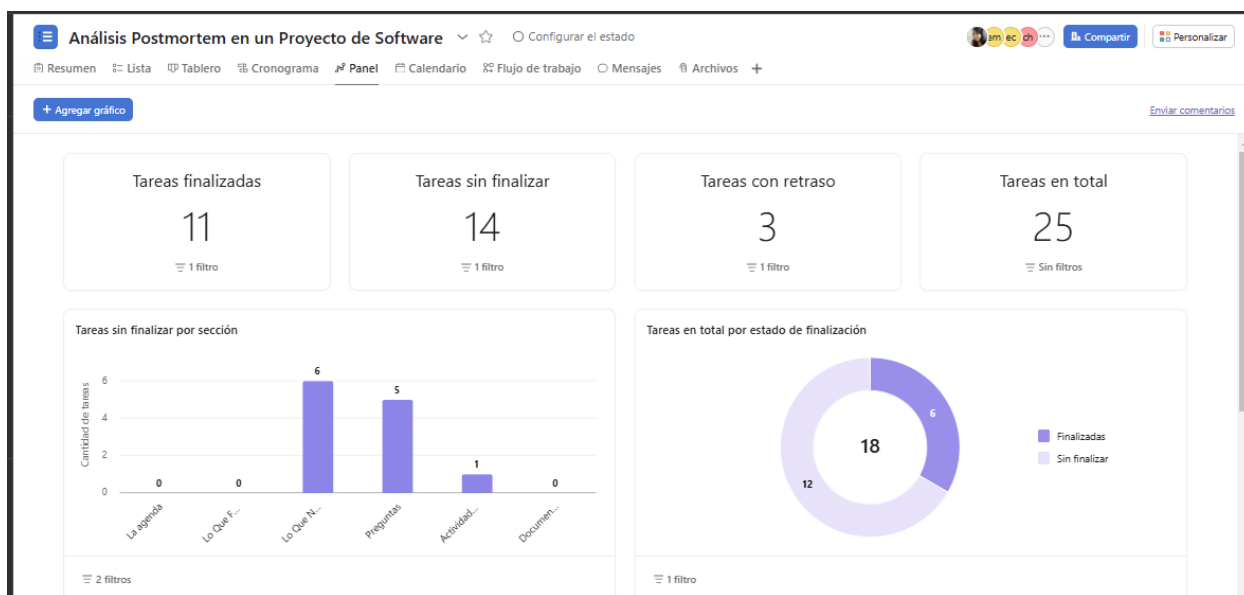 Análisis Postmortem en un Proyecto de Software
Configurar el estado
em ec ch ...
Compartir
Personalizar
Resumen Lista Tablero Cronograma Panel Calendario Flujo de trabajo Mensajes Archivos +
+ Agregar gráfico
Enviar comentarios
Tareas finalizadas
11
1 filtro
Tareas sin finalizar
14
1 filtro
Tareas con retraso
3
1 filtro
Tareas en total
25
Sin filtros
Tareas sin finalizar por sección
Cantidad de tareas
6
4
2
0
0
0
6
5
1
0
La agenda
Lo Que F...
Lo Que N...
Preguntas
Actividad...
Documen...
2 filtros
Tareas en total por estado de finalización
6
18
12
Finalizadas
Sin finalizar
1 filtro